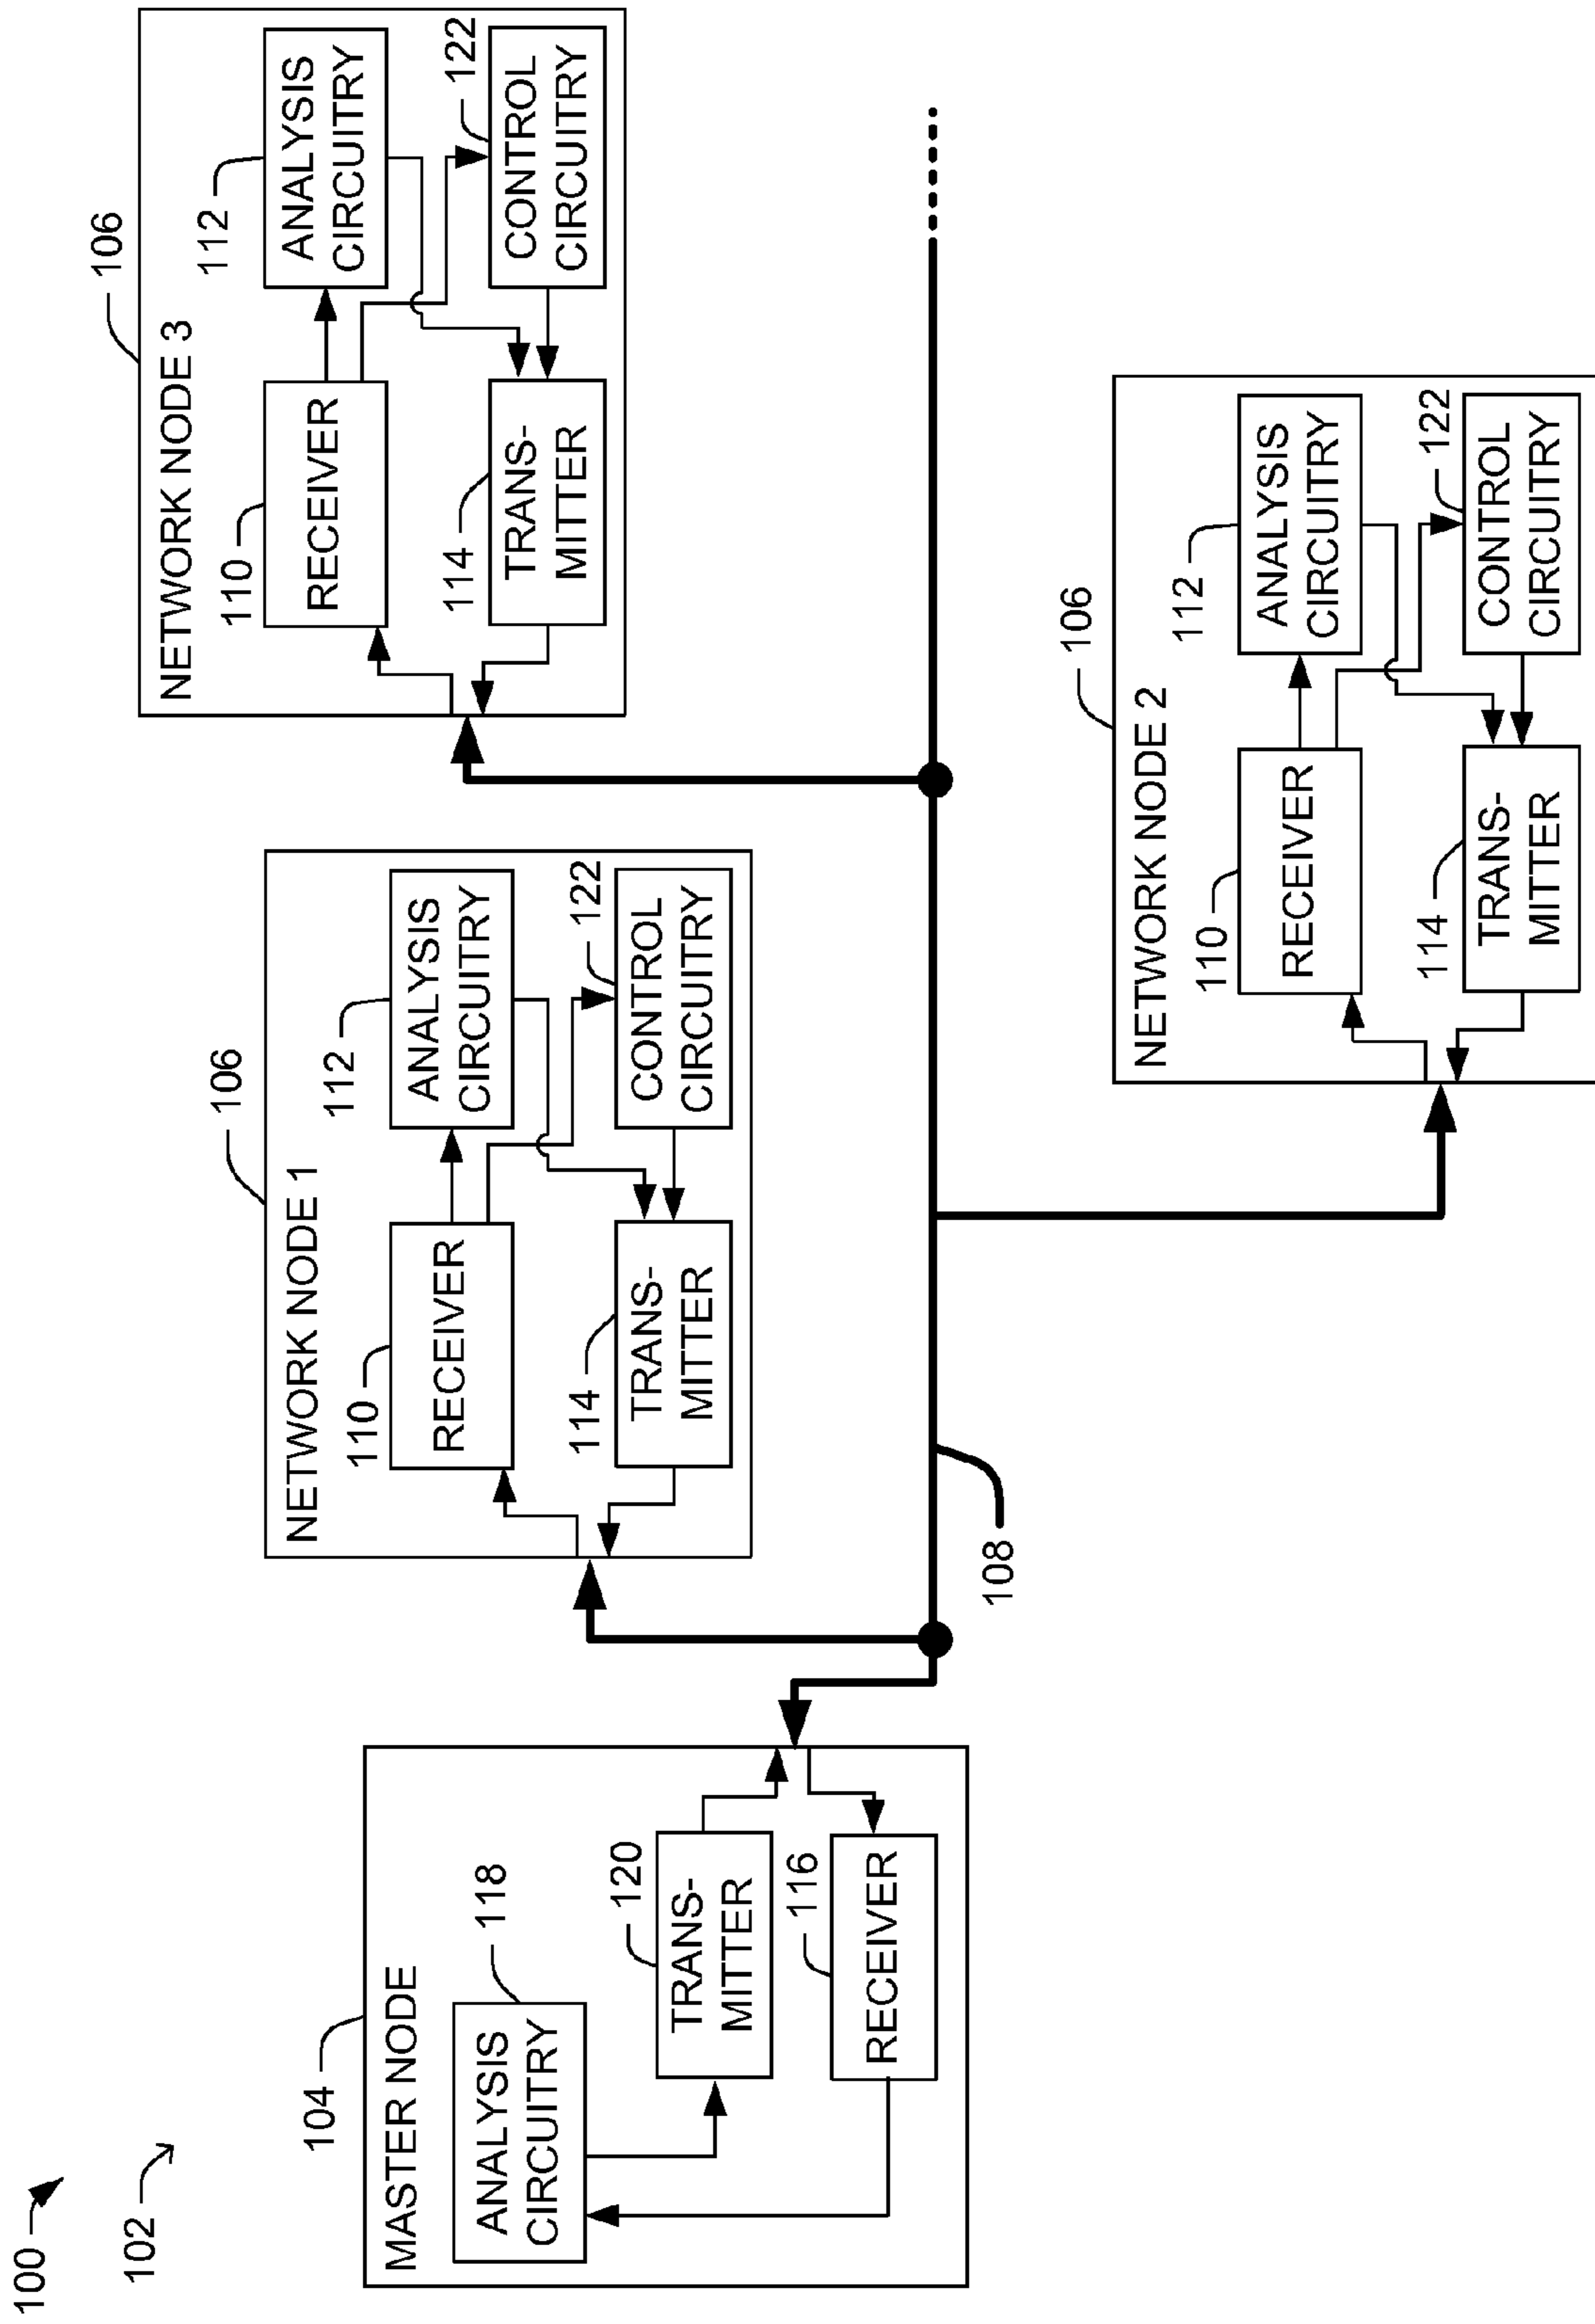 100
102
104
MASTER NODE
118
ANALYSIS
CIRCUITRY
120
TRANS-
MITTER
116
RECEIVER
106
NETWORK NODE 1
110
RECEIVER
112
ANALYSIS
CIRCUITRY
114
TRANS-
MITTER
122
CONTROL
CIRCUITRY
108
106
NETWORK NODE 3
110
RECEIVER
112
ANALYSIS
CIRCUITRY
114
TRANS-
MITTER
122
CONTROL
CIRCUITRY
106
NETWORK NODE 2
110
RECEIVER
112
ANALYSIS
CIRCUITRY
114
TRANS-
MITTER
122
CONTROL
CIRCUITRY